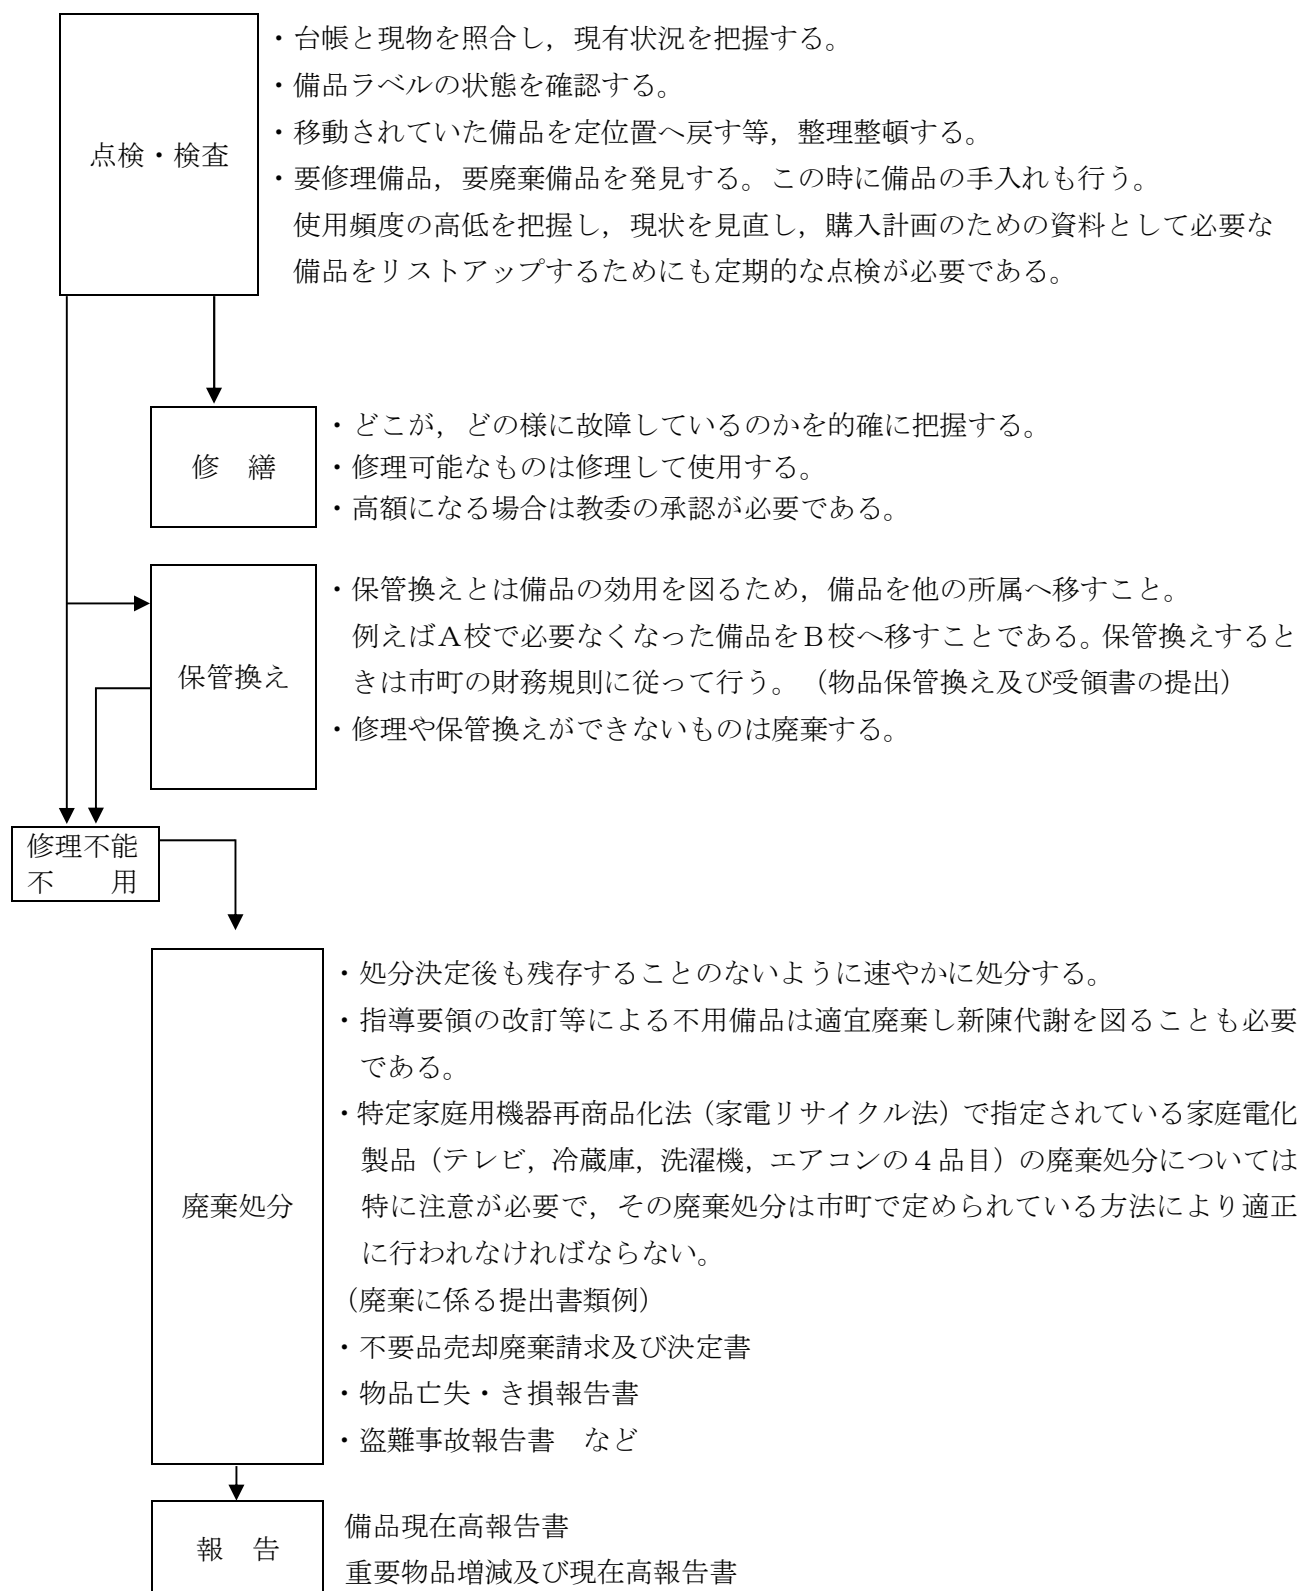 点検・検査
・台帳と現物を照合し，現有状況を把握する。
・備品ラベルの状態を確認する。
・移動されていた備品を定位置へ戻す等，整理整頓する。
・要修理備品，要廃棄備品を発見する。この時に備品の手入れも行う。
使用頻度の高低を把握し，現状を見直し，購入計画のための資料として必要な
備品をリストアップするためにも定期的な点検が必要である。
修　繕
・どこが，どの様に故障しているのかを的確に把握する。
・修理可能なものは修理して使用する。
・高額になる場合は教委の承認が必要である。
保管換え
・保管換えとは備品の効用を図るため，備品を他の所属へ移すこと。
例えばＡ校で必要なくなった備品をＢ校へ移すことである。保管換えすると
きは市町の財務規則に従って行う。（物品保管換え及び受領書の提出）
・修理や保管換えができないものは廃棄する。
修理不能
不　　用
廃棄処分
・処分決定後も残存することのないように速やかに処分する。
・指導要領の改訂等による不用備品は適宜廃棄し新陳代謝を図ることも必要
である。
・特定家庭用機器再商品化法（家電リサイクル法）で指定されている家庭電化
製品（テレビ，冷蔵庫，洗濯機，エアコンの４品目）の廃棄処分については
特に注意が必要で，その廃棄処分は市町で定められている方法により適正
に行われなければならない。
（廃棄に係る提出書類例）
・不要品売却廃棄請求及び決定書
・物品亡失・き損報告書
・盗難事故報告書　など
報　告
備品現在高報告書
重要物品増減及び現在高報告書